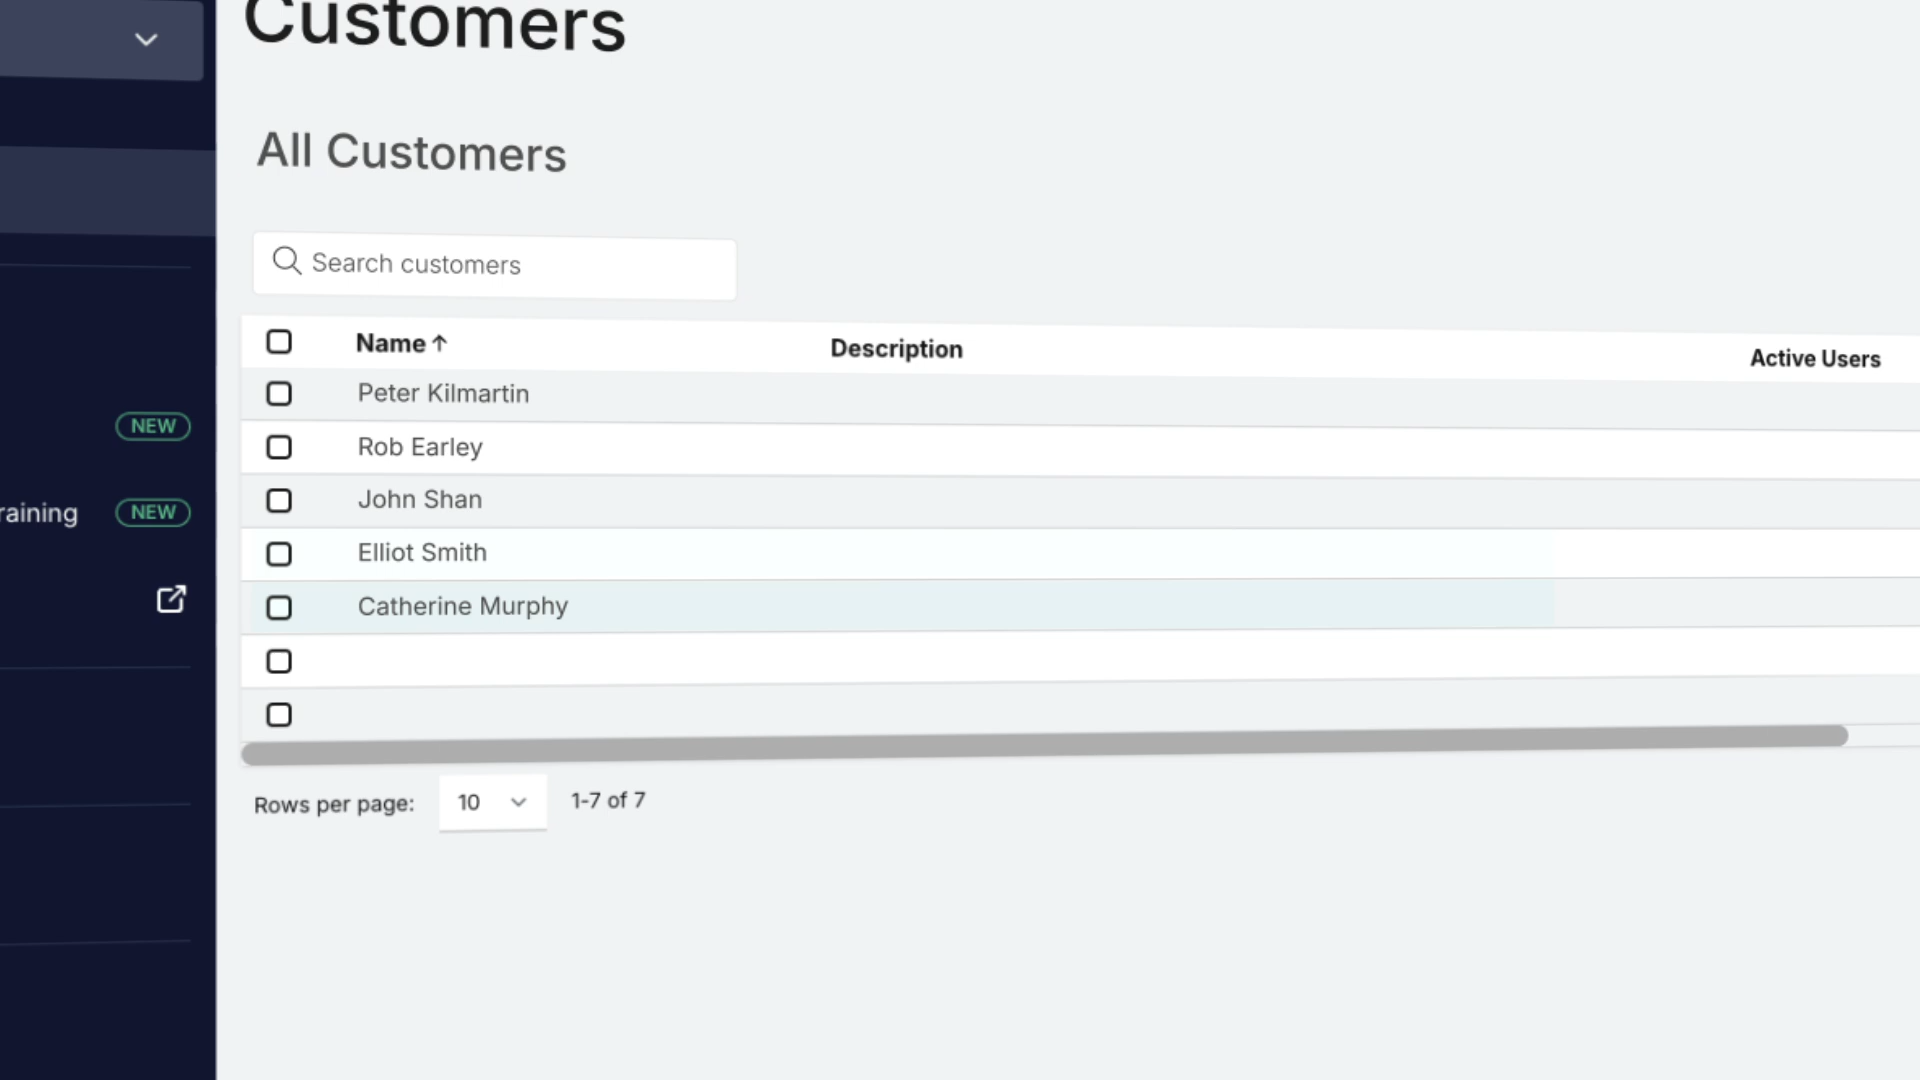 Customers
All Customers
Search customers
Name ↑ Description Active Users
Peter Kilmartin
Rob Earley
John Shan
Elliot Smith
Catherine Murphy
Rows per page: 10 1-7 of 7
NEW
raining NEW